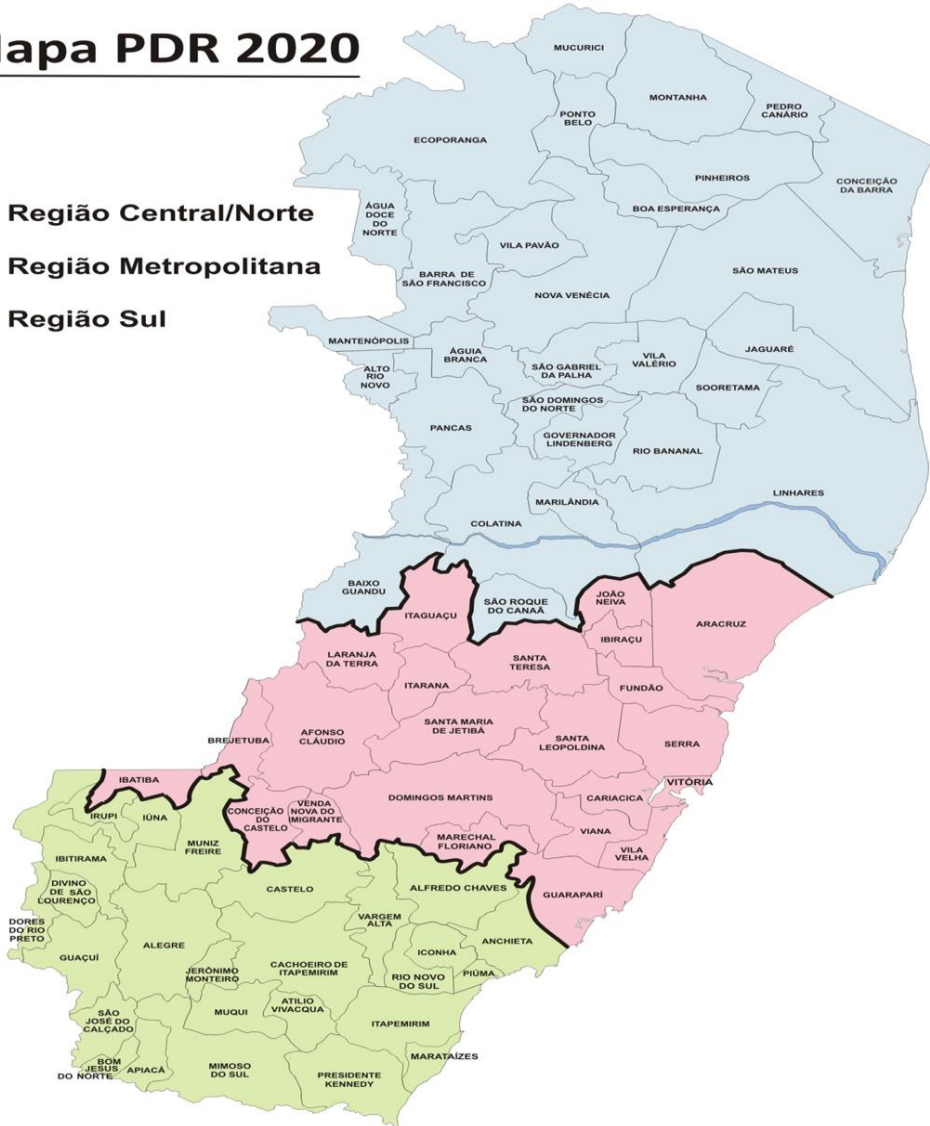 lapa PDR 2020
Região Central/Norte
Região Metropolitana
Região Sul
MUCURICI
MONTANHA
PEDRO
CANÁRIO
PONTO
BELO
ECOPORANGA
PINHEIROS
CONCEIÇÃO
DA BARRA
BOA ESPERANÇA
ÁGUA
DOCE
DO
NORTE
VILA PAVÃO
BARRA DE
SÃO FRANCISCO
SÃO MATEUS
NOVA VENÉCIA
MANTENÓPOLIS
ÁGUIA
BRANCA
JAGUARÉ
VILA
VALÉRIO
SÃO GABRIEL
DA PALHA
ALTO
RIO
NOVO
SOORETAMA
SÃO DOMINGOS
DO NORTE
PANCAS
GOVERNADOR
LINDENBERG
RIO BANANAL
LINHARES
MARILÂNDIA
COLATINA
BAIXO
GUANDU
SÃO ROQUE
DO CANAÃ
ITAGUAÇU
JOÃO
NEIVA
ARACRUZ
IBIRAÇU
LARANJA
DA TERRA
SANTA
TERESA
ITARANA
FUNDÃO
SANTA MARIA
DE JETIBÁ
AFONSO
CLÁUDIO
BREJETUBA
SANTA
LEOPOLDINA
SERRA
IBATIBA
VITÓRIA
DOMINGOS MARTINS
CARIACICA
CONCEIÇÃO
DO
CASTELO
VENDA
NOVA DO
IMIGRANTE
IRUPI
IÚNA
MARECHAL
FLORIANO
VIANA
MUNIZ
FREIRE
VILA
VELHA
IBITIRAMA
GUARAPARÍ
DIVINO
DE SÃO
LOURENÇO
CASTELO
ALFREDO CHAVES
DORES
DO RIO
PRETO
VARGEM
ALTA
ANCHIETA
ALEGRE
ICONHA
GUAÇUÍ
JERÔNIMO
MONTEIRO
CACHOEIRO DE
ITAPEMIRIM
PIÚMA
RIO NOVO
DO SUL
SÃO
JOSÉ DO
CALÇADO
MUQUI
ATILIO
VIVACQUA
ITAPEMIRIM
MARATAÍZES
BOM
JESUS
DO NORTE
APIACÁ
MIMOSO
DO SUL
PRESIDENTE
KENNEDY